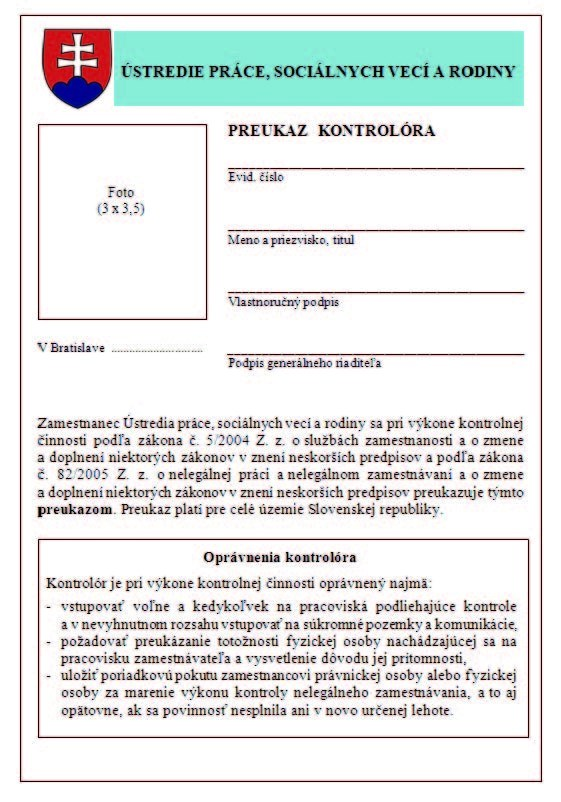 ÚSTREDIE PRÁCE, SOCIÁLNYCH VECÍ A RODINY
PREUKAZ KONTROLÓRA
Evid. číslo
Foto
(3 x 3,5)
Meno a priezvisko, titul
Vlastnoručný podpis
V Bratislave ..............................
Podpis generálneho riaditeľa
Zamestnanec Ústredia práce, sociálnych vecí a rodiny sa pri výkone kontrolnej
činnosti podľa zákona č. 5/2004 Z. z. o službách zamestnanosti a o zmene
a doplnení niektorých zákonov v znení neskorších predpisov a podľa zákona
č. 82/2005 Z. z. o nelegálnej práci a nelegálnom zamestnávaní a o zmene
a doplnení niektorých zákonov v znení neskorších predpisov preukazuje týmto
preukazom. Preukaz platí pre celé územie Slovenskej republiky.
Oprávnenia kontrolóra
Kontrolór je pri výkone kontrolnej činnosti oprávnený najmä:
- vstupovať voľne a kedykoľvek na pracoviská podliehajúce kontrole
a v nevyhnutnom rozsahu vstupovať na súkromné pozemky a komunikácie,
- požadovať preukázanie totožnosti fyzickej osoby nachádzajúcej sa na
pracovisku zamestnávateľa a vysvetlenie dôvodu jej prítomnosti,
- uložiť poriadkovú pokutu zamestnancovi právnickej osoby alebo fyzickej
osoby za marenie výkonu kontroly nelegálneho zamestnávania, a to aj
opätovne, ak sa povinnosť nesplnila ani v novo určenej lehote.